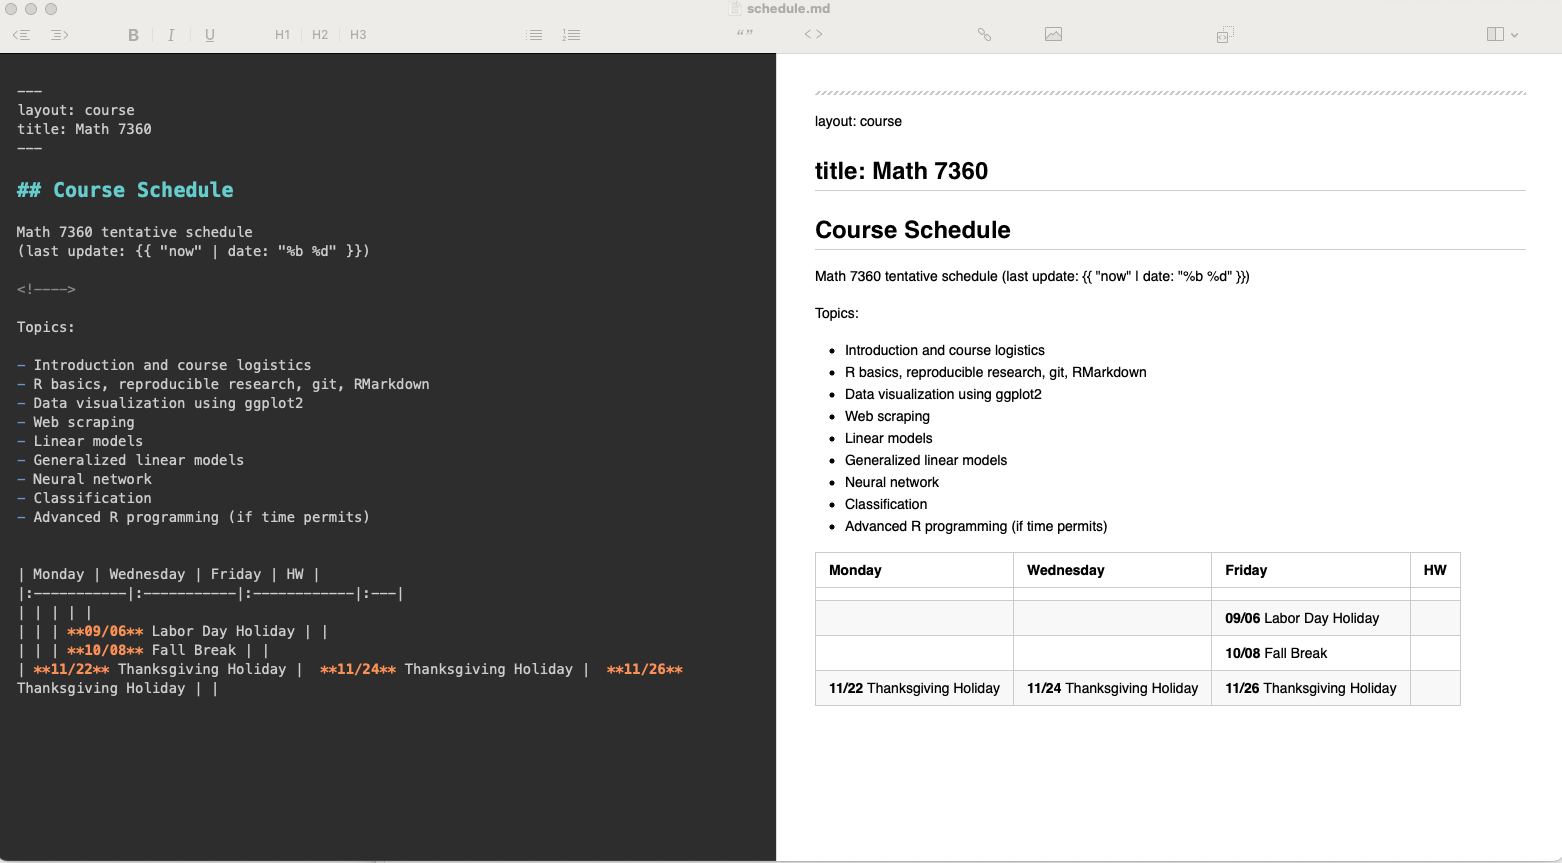 schedule.md
B I U H1 H2 H3 “” <>
---
layout: course
title: Math 7360
---
## Course Schedule
Math 7360 tentative schedule
(last update: {{ "now" | date: "%b %d" }})
<!---->
Topics:
- Introduction and course logistics
- R basics, reproducible research, git, RMarkdown
- Data visualization using ggplot2
- Web scraping
- Linear models
- Generalized linear models
- Neural network
- Classification
- Advanced R programming (if time permits)
| Monday | Wednesday | Friday | HW |
|:-----------|:-----------|:------------|:---|
| | | | |
| | | **09/06** Labor Day Holiday | |
| | | **10/08** Fall Break | |
| **11/22** Thanksgiving Holiday |  **11/24** Thanksgiving Holiday |  **11/26**
Thanksgiving Holiday | |
layout: course
title: Math 7360
Course Schedule
Math 7360 tentative schedule (last update: {{ "now" | date: "%b %d" }})
Topics:
• Introduction and course logistics
• R basics, reproducible research, git, RMarkdown
• Data visualization using ggplot2
• Web scraping
• Linear models
• Generalized linear models
• Neural network
• Classification
• Advanced R programming (if time permits)
Monday Wednesday Friday HW
09/06 Labor Day Holiday
10/08 Fall Break
11/22 Thanksgiving Holiday 11/24 Thanksgiving Holiday 11/26 Thanksgiving Holiday